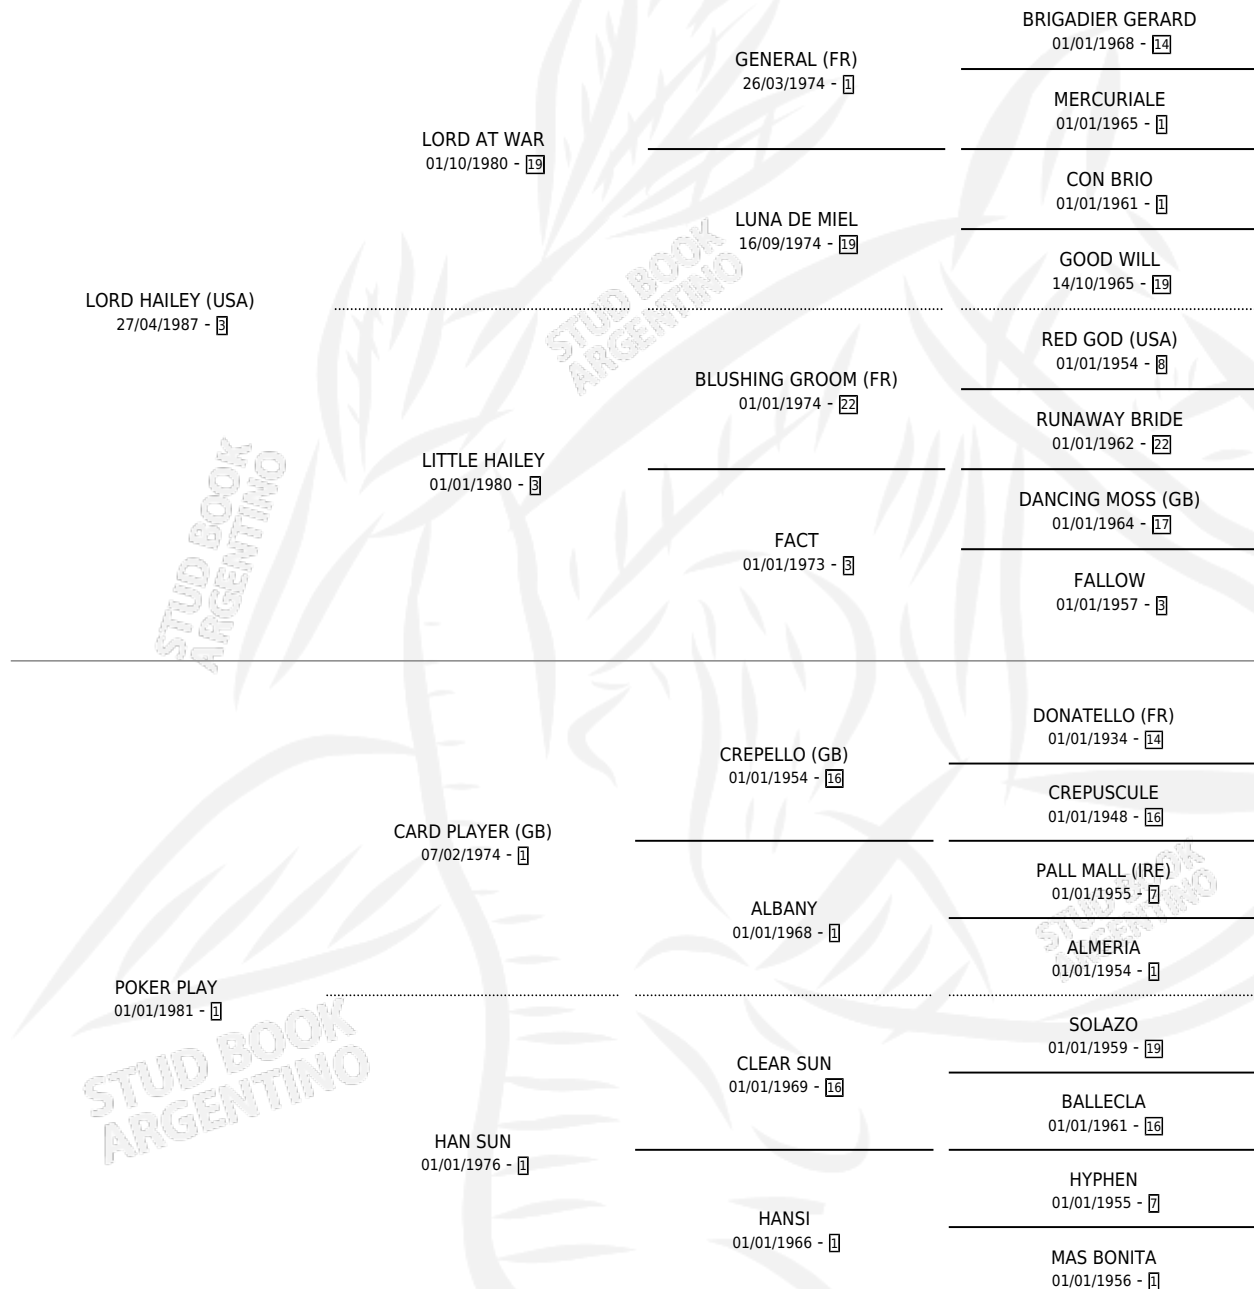 BRIGADIER GERARD
01/01/1968 - 14
GENERAL (FR)
26/03/1974 - 1
MERCURIALE
01/01/1965 - 1
LORD AT WAR
01/10/1980 - 19
CON BRIO
01/01/1961 - 1
LUNA DE MIEL
16/09/1974 - 19
GOOD WILL
14/10/1965 - 19
LORD HAILEY (USA)
27/04/1987 - 3
RED GOD (USA)
01/01/1954 - 8
BLUSHING GROOM (FR)
01/01/1974 - 22
RUNAWAY BRIDE
01/01/1962 - 22
LITTLE HAILEY
01/01/1980 - 3
DANCING MOSS (GB)
01/01/1964 - 17
FACT
01/01/1973 - 3
FALLOW
01/01/1957 - 3
DONATELLO (FR)
01/01/1934 - 14
CREPELLO (GB)
01/01/1954 - 16
CREPUSCULE
01/01/1948 - 16
CARD PLAYER (GB)
07/02/1974 - 1
PALL MALL (IRE)
01/01/1955 - 7
ALBANY
01/01/1968 - 1
ALMERIA
01/01/1954 - 1
POKER PLAY
01/01/1981 - 1
SOLAZO
01/01/1959 - 19
CLEAR SUN
01/01/1969 - 16
BALLECLA
01/01/1961 - 16
HAN SUN
01/01/1976 - 1
HYPHEN
01/01/1955 - 7
HANSI
01/01/1966 - 1
MAS BONITA
01/01/1956 - 1
STUD BOOK
ARGENTINO
STUD BOOK
ARGENTINO
STUD BOOK
ARGENTINO
STUD BOOK
ARGENTINO